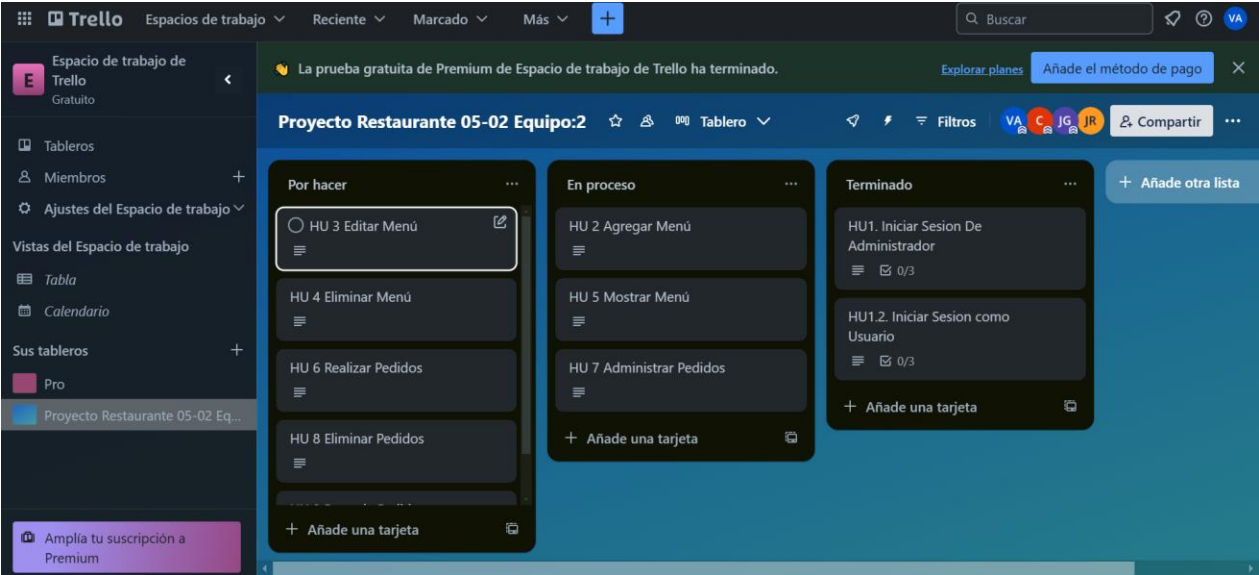 Trello
Espacios de trabajo
Reciente
Marcado
Más
+
Buscar
VA
E
Espacio de trabajo de
Trello
Gratuito
La prueba gratuita de Premium de Espacio de trabajo de Trello ha terminado.
Explorar planes
Añade el método de pago
Proyecto Restaurante 05-02 Equipo:2
Tablero
Filtros
VA
C
JG
JR
Compartir
Tableros
Miembros
Ajustes del Espacio de trabajo
Vistas del Espacio de trabajo
Tabla
Calendario
Sus tableros
Pro
Proyecto Restaurante 05-02 Eq...
Amplía tu suscripción a
Premium
Por hacer
HU 3 Editar Menú
HU 4 Eliminar Menú
HU 6 Realizar Pedidos
HU 8 Eliminar Pedidos
+ Añade una tarjeta
En proceso
HU 2 Agregar Menú
HU 5 Mostrar Menú
HU 7 Administrar Pedidos
+ Añade una tarjeta
Terminado
HU1. Iniciar Sesion De
Administrador
0/3
HU1.2. Iniciar Sesion como
Usuario
0/3
+ Añade una tarjeta
+ Añade otra lista